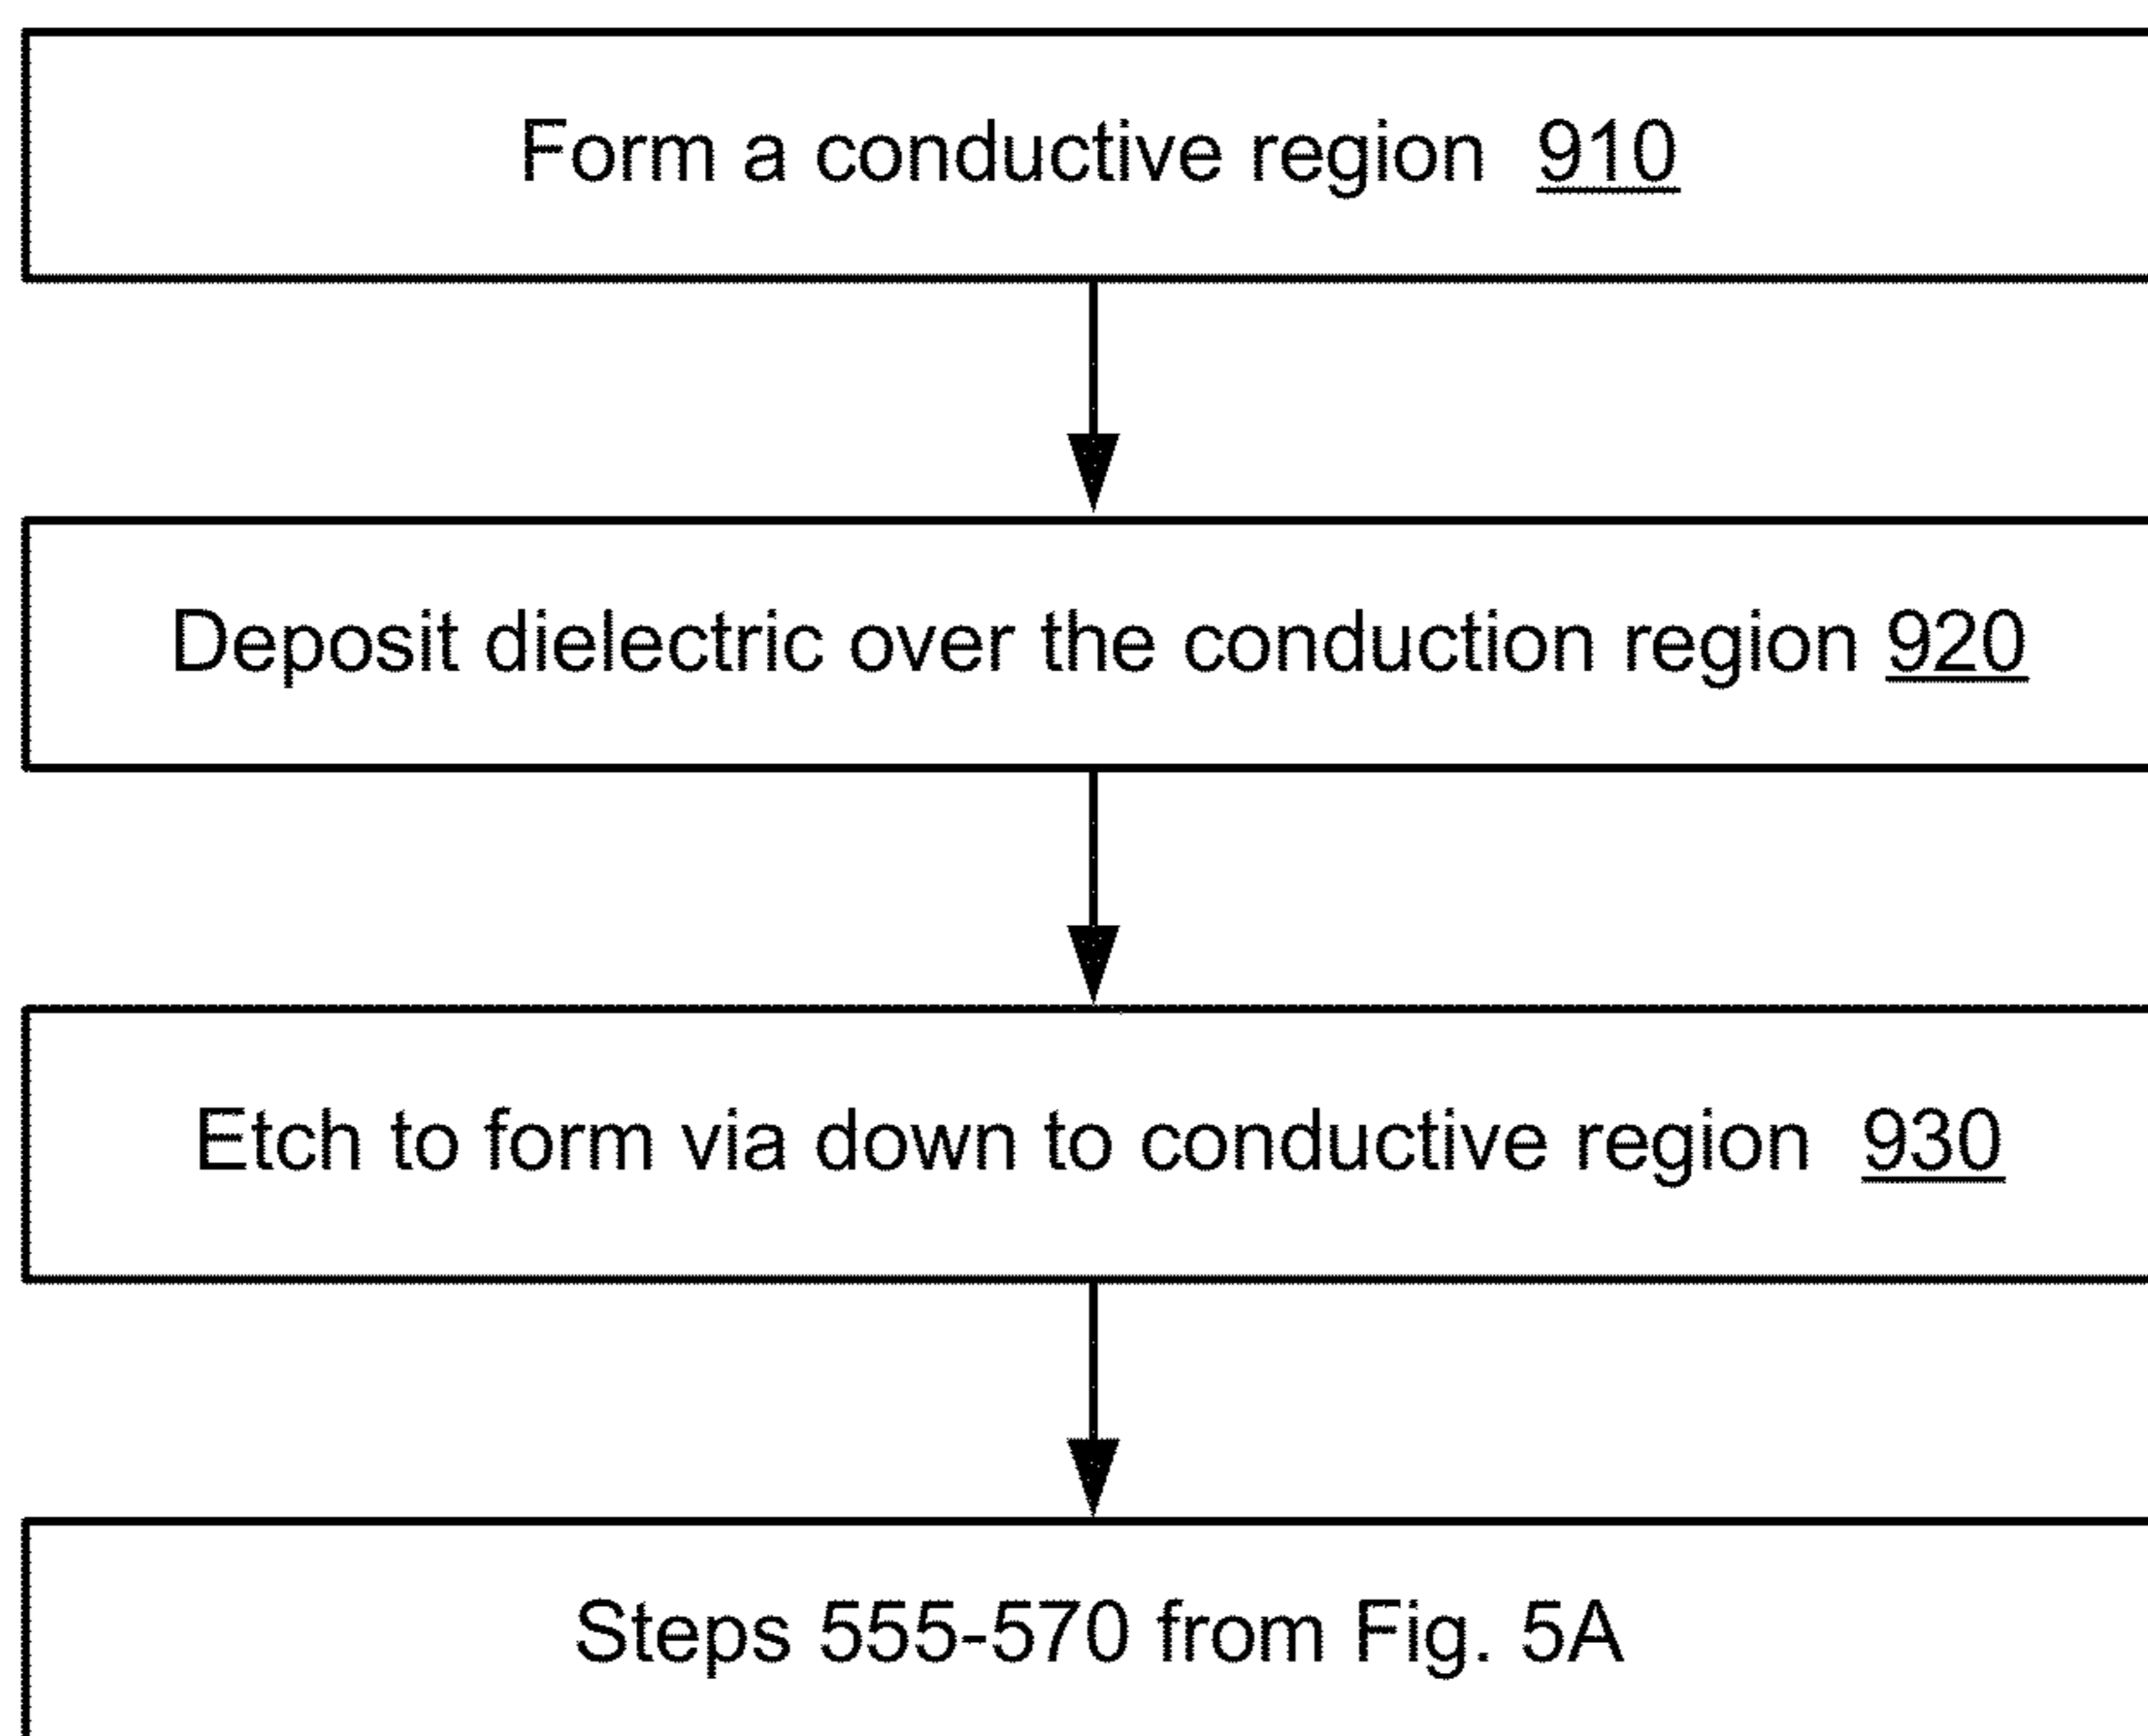 Form a conductive region 910
Deposit dielectric over the conduction region 920
Etch to form via down to conductive region 930
Steps 555-570 from Fig. 5A